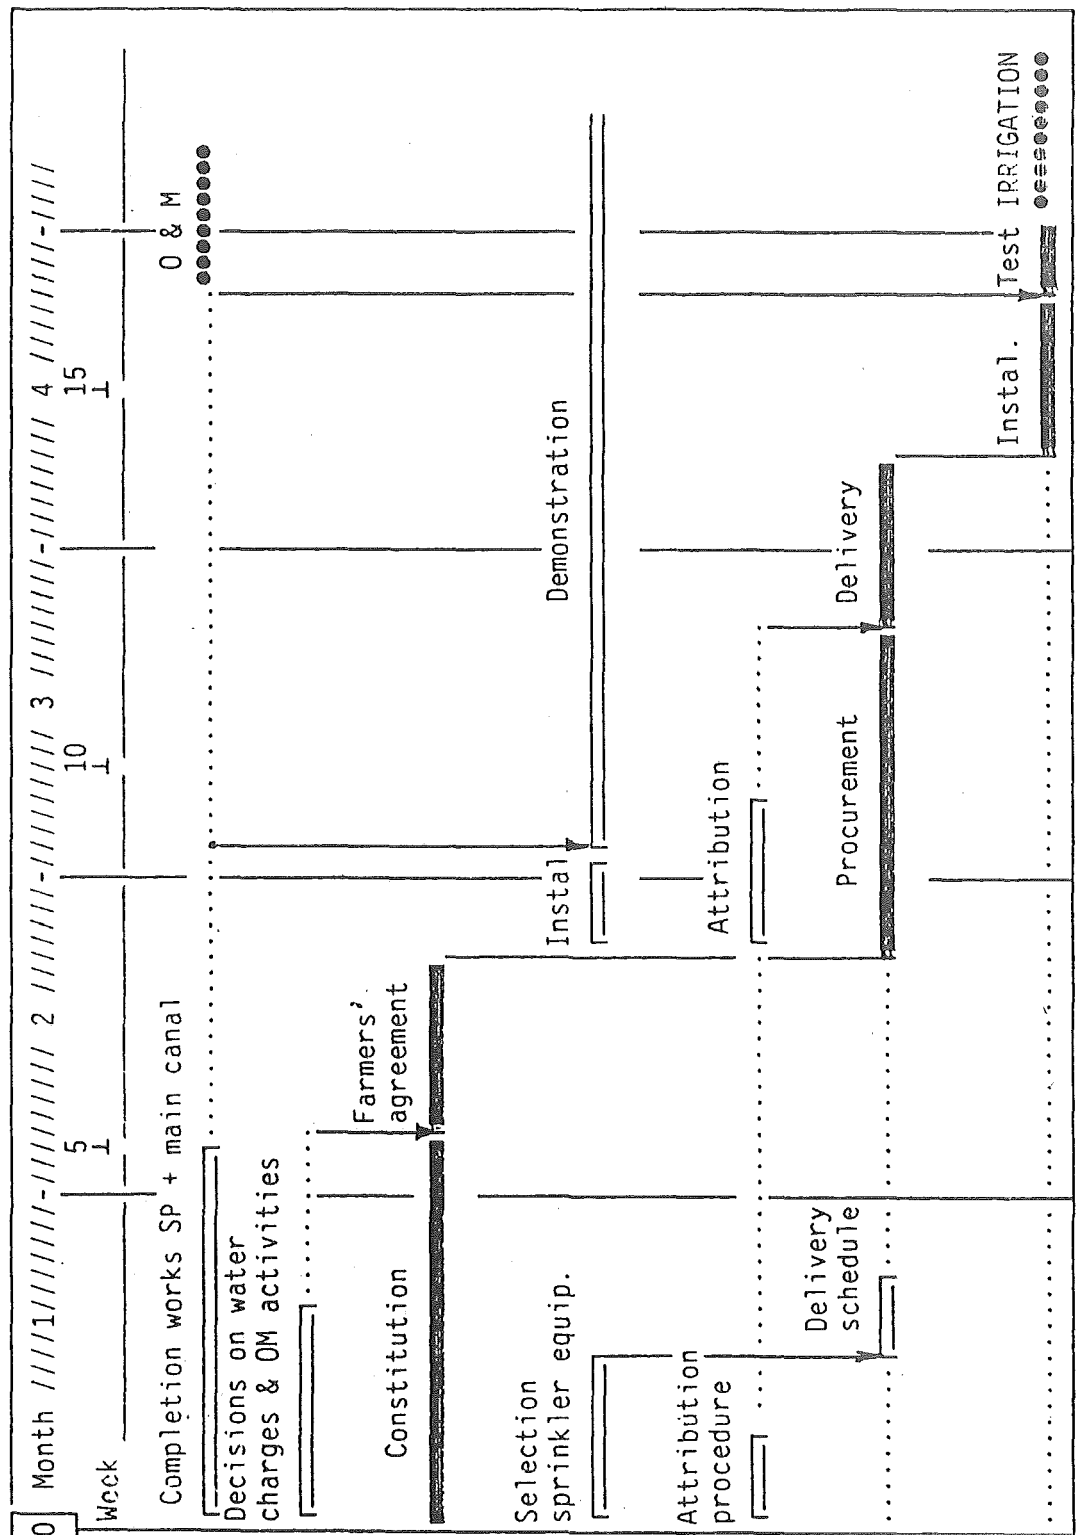 Month ////1///////-///////// 2 ///////-///////// 3 ////////-///////// 4 ////////-////
Week
5
10
15
Completion works SP + main canal
O & M
Decisions on water
charges & OM activities
Farmers'
agreement
Constitution
Selection
sprinkler equip.
Instal
Demonstration
Attribution
procedure
Attribution
Delivery
schedule
Procurement
Delivery
Instal.
Test
IRRIGATION